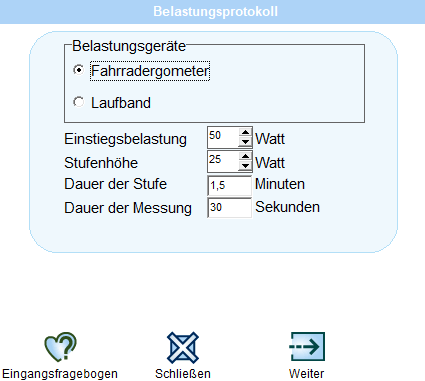 Belastungsprotokoll
Belastungsgeräte
Fahrradergometer
Laufband
Einstiegsbelastung 50 Watt
Stufenhöhe 25 Watt
Dauer der Stufe 1,5 Minuten
Dauer der Messung 30 Sekunden
Eingangsfragebogen Schließen Weiter